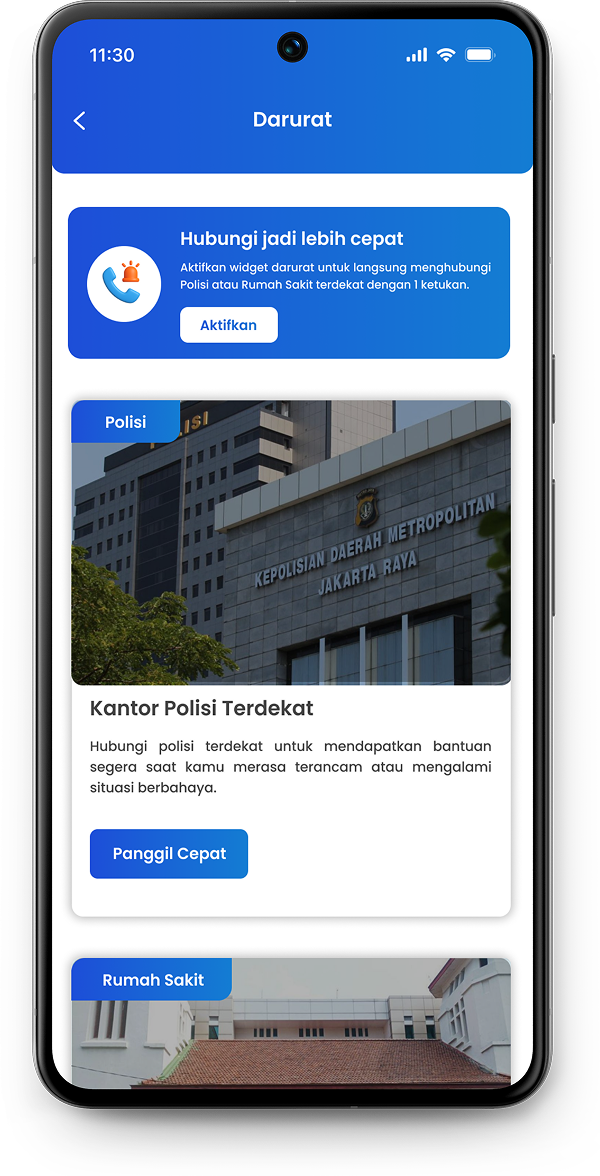 11:30
Darurat
Hubungi jadi lebih cepat
Aktifkan widget darurat untuk langsung menghubungi
Polisi atau Rumah Sakit terdekat dengan 1 ketukan.
Aktifkan
Polisi
KEPOLISIAN DAERAH METROPOLITAN
JAKARTA RAYA
Kantor Polisi Terdekat
Hubungi polisi terdekat untuk mendapatkan bantuan
segera saat kamu merasa terancam atau mengalami
situasi berbahaya.
Panggil Cepat
Rumah Sakit